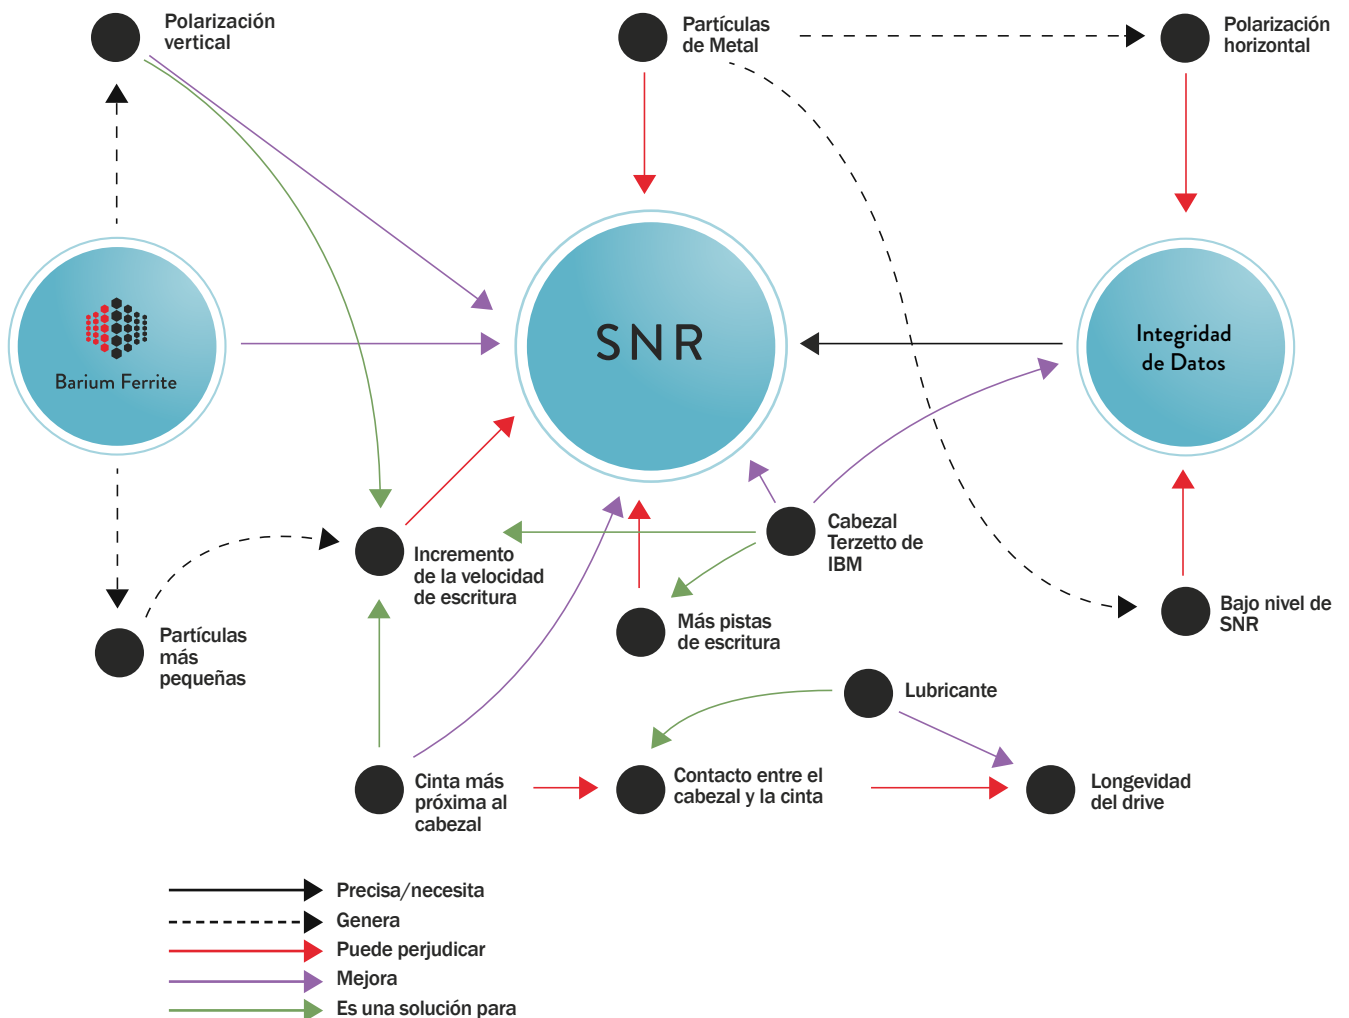 Polarización
vertical
Partículas
de Metal
Polarización
horizontal
Barium Ferrite
SNR
Integridad
de Datos
Incremento
de la velocidad
de escritura
Cabezal
Terzetto de
IBM
Partículas
más
pequeñas
Más pistas
de escritura
Bajo nivel de
SNR
Lubricante
Cinta más
próxima al
cabezal
Contacto entre el
cabezal y la cinta
Longevidad
del drive
Precisa/necesita
Genera
Puede perjudicar
Mejora
Es una solución para